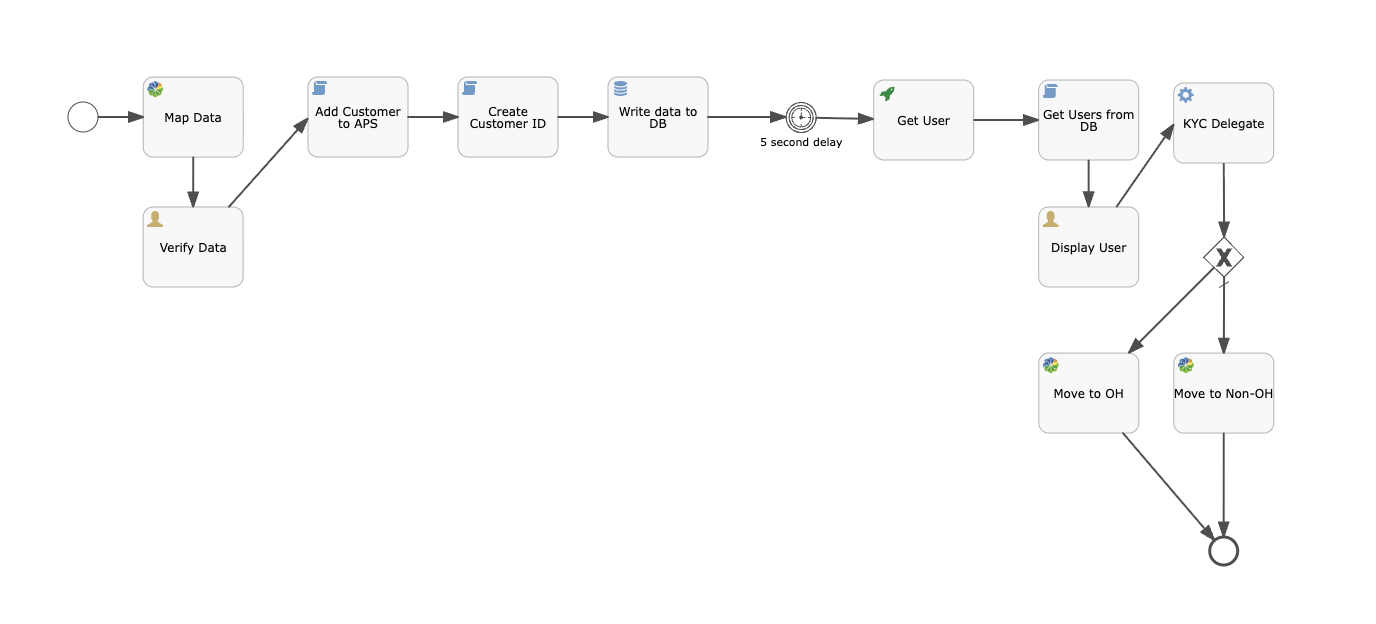 Map Data
Add Customer
to APS
Create
Customer ID
Write data to
DB
5 second delay
Get User
Get Users from
DB
KYC Delegate
Verify Data
Display User
X
Move to OH
Move to Non-OH